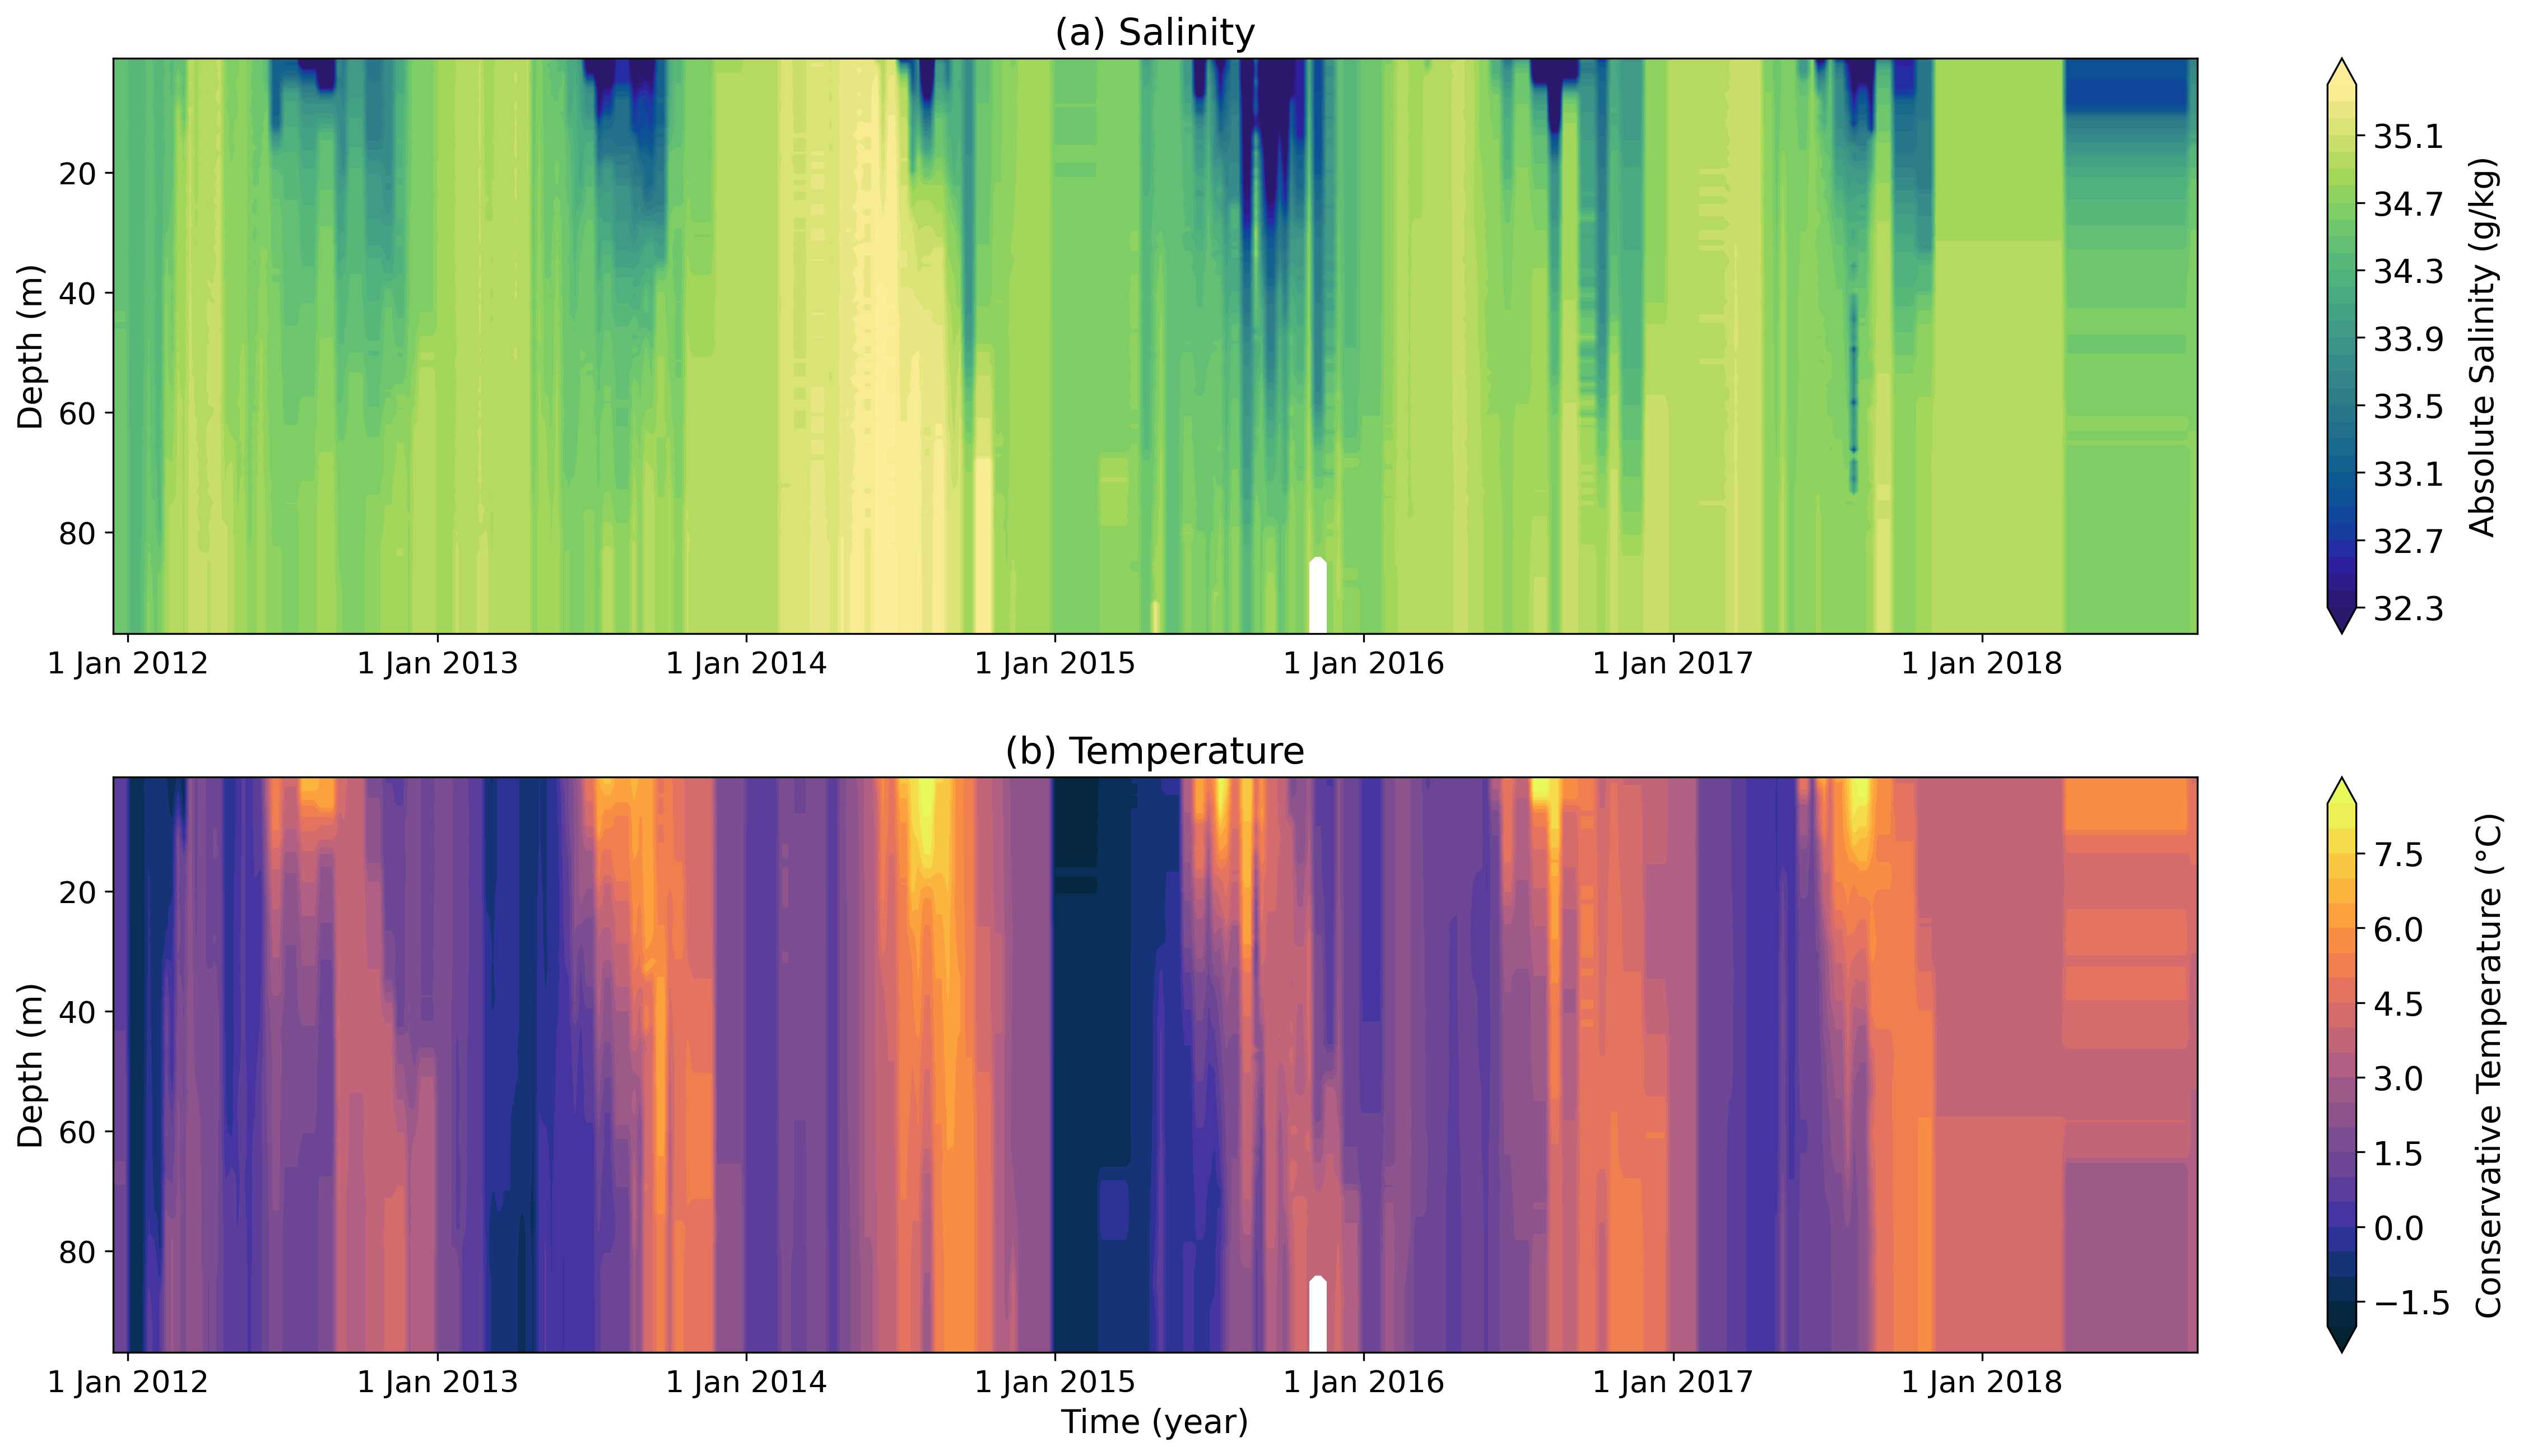 (a) Salinity
Depth (m)
20
40
60
80
1 Jan 2012
1 Jan 2013
1 Jan 2014
1 Jan 2015
1 Jan 2016
1 Jan 2017
1 Jan 2018
35.1
34.7
34.3
33.9
33.5
33.1
32.7
32.3
Absolute Salinity (g/kg)
(b) Temperature
Depth (m)
20
40
60
80
1 Jan 2012
1 Jan 2013
1 Jan 2014
1 Jan 2015
1 Jan 2016
1 Jan 2017
1 Jan 2018
Time (year)
7.5
6.0
4.5
3.0
1.5
0.0
−1.5
Conservative Temperature (°C)